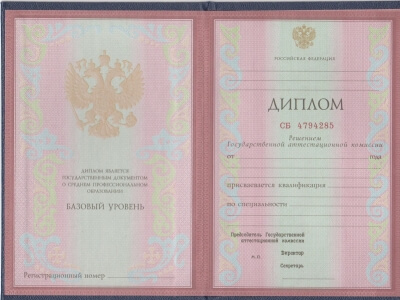 ДИПЛОМ ЯВЛЯЕТСЯ
ГОСУДАРСТВЕННЫМ ДОКУМЕНТОМ
О СРЕДНЕМ ПРОФЕССИОНАЛЬНОМ
ОБРАЗОВАНИИ
БАЗОВЫЙ УРОВЕНЬ
Регистрационный номер
РОССИЙСКАЯ ФЕДЕРАЦИЯ
ДИПЛОМ
СБ 4794285
Решением
Государственной аттестационной комиссии
от года
присваивается квалификация
по специальности
Председатель Государственной
аттестационной комиссии
Директор
М.П.
Секретарь